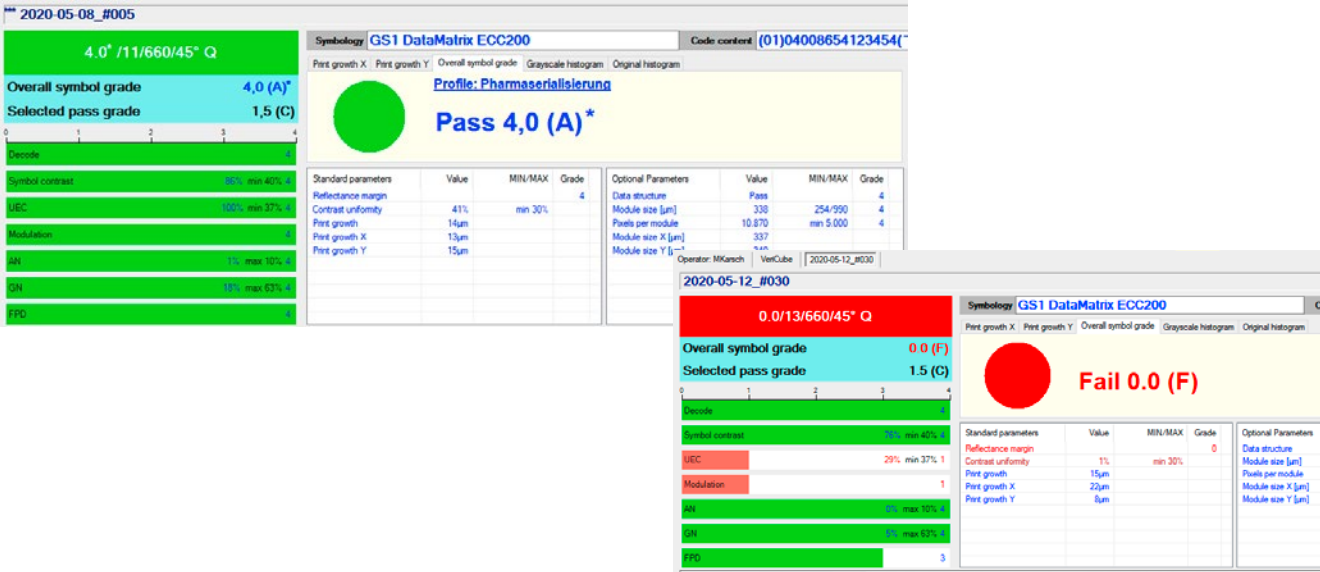 *** 2020-05-08_#005
4.0* /11/660/45° Q
Overall symbol grade 4,0 (A)*
Selected pass grade 1,5 (C)
0 1 2 3 4
Decode 4
Symbol contrast 86% min 40% 4
UEC 100% min 37% 4
Modulation 4
AN 1% max 10% 4
GN 18% max 63% 4
FPD 4
Symbology GS1 DataMatrix ECC200 Code content (01)04008654123454(
Print growth X Print growth Y Overall symbol grade Grayscale histogram Original histogram
Profile: Pharmaserialisierung
Pass 4,0 (A)*
Standard parameters Value MIN/MAX Grade
Reflectance margin 4
Contrast uniformity 41% min 30%
Print growth 14µm
Print growth X 13µm
Print growth Y 15µm
Optional Parameters Value MIN/MAX Grade
Data structure Pass 4
Module size [µm] 338 254/990 4
Pixels per module 10.870 min 5.000 4
Module size X [µm] 337
Module size Y [µm]
Operator: MKarsch VeriCube 2020-05-12_#030
2020-05-12_#030
0.0/13/660/45° Q
Overall symbol grade 0.0 (F)
Selected pass grade 1.5 (C)
0 1 2 3 4
Decode 4
Symbol contrast 76% min 40% 4
UEC 29% min 37% 1
Modulation 1
AN 0% max 10% 4
GN 5% max 63% 4
FPD 3
Symbology GS1 DataMatrix ECC200
Print growth X Print growth Y Overall symbol grade Grayscale histogram Original histogram
Fail 0.0 (F)
Standard parameters Value MIN/MAX Grade
Reflectance margin 0
Contrast uniformity 1% min 30%
Print growth 15µm
Print growth X 22µm
Print growth Y 8µm
Optional Parameters
Data structure
Module size [µm]
Pixels per module
Module size X [µm]
Module size Y [µm]